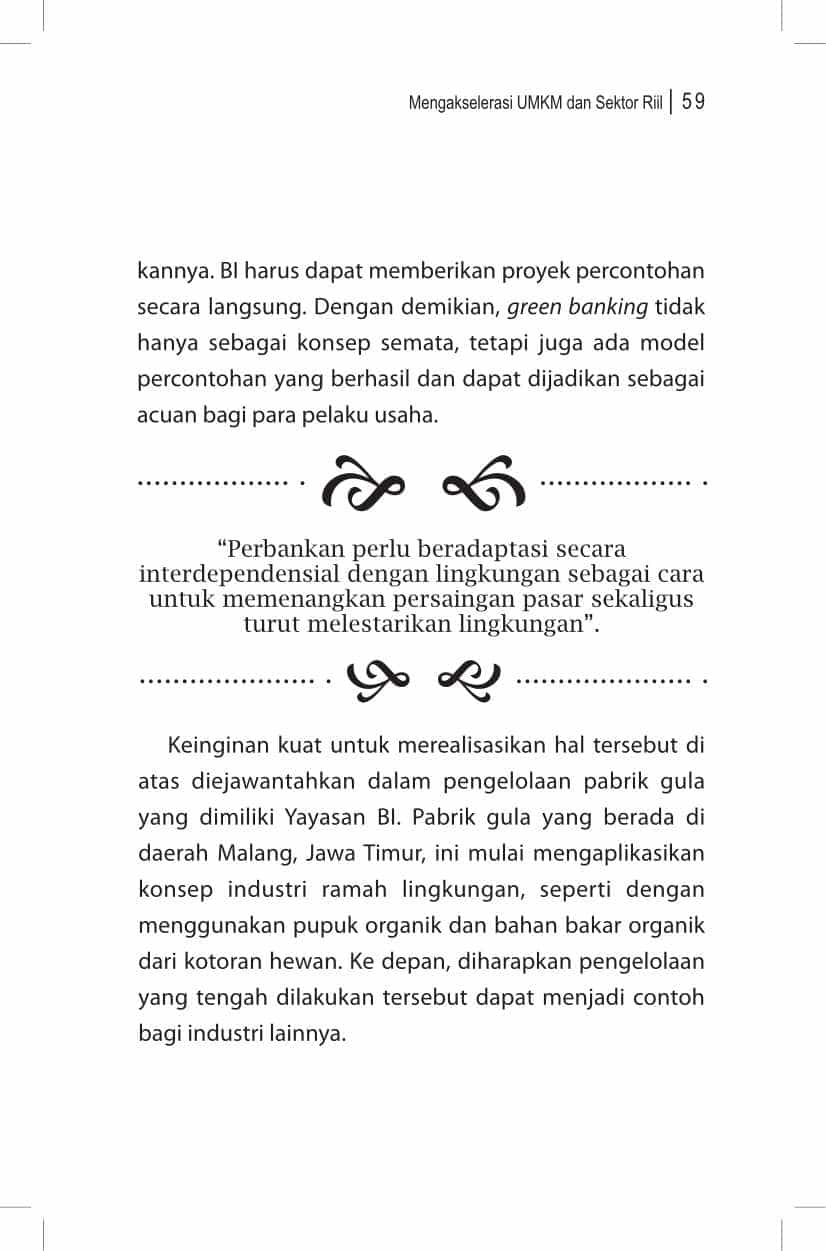 Mengakselerasi UMKM dan Sektor Riil | 59
kannya. BI harus dapat memberikan proyek percontohan
secara langsung. Dengan demikian, green banking tidak
hanya sebagai konsep semata, tetapi juga ada model
percontohan yang berhasil dan dapat dijadikan sebagai
acuan bagi para pelaku usaha.
“Perbankan perlu beradaptasi secara
interdependensial dengan lingkungan sebagai cara
untuk memenangkan persaingan pasar sekaligus
turut melestarikan lingkungan”.
Keinginan kuat untuk merealisasikan hal tersebut di
atas diejawantahkan dalam pengelolaan pabrik gula
yang dimiliki Yayasan BI. Pabrik gula yang berada di
daerah Malang, Jawa Timur, ini mulai mengaplikasikan
konsep industri ramah lingkungan, seperti dengan
menggunakan pupuk organik dan bahan bakar organik
dari kotoran hewan. Ke depan, diharapkan pengelolaan
yang tengah dilakukan tersebut dapat menjadi contoh
bagi industri lainnya.